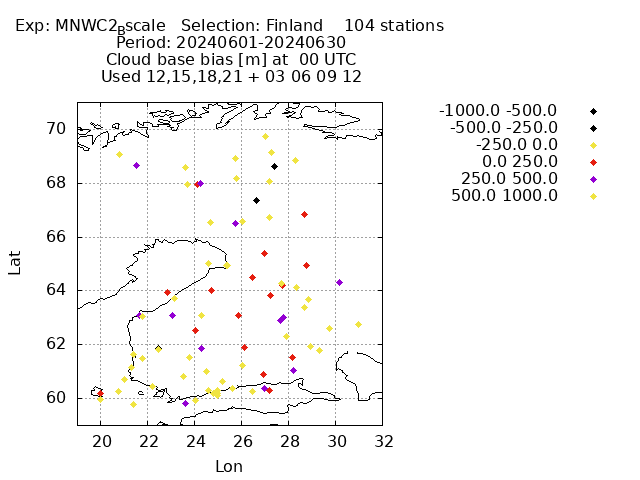 Exp: MNWC2Bscale   Selection: Finland    104 stations
Period: 20240601-20240630
Cloud base bias [m] at  00 UTC
Used 12,15,18,21 + 03 06 09 12
-1000.0 -500.0
-500.0 -250.0
-250.0 0.0
0.0 250.0
250.0 500.0
500.0 1000.0
70
68
66
64
62
60
Lat
20 22 24 26 28 30 32
Lon